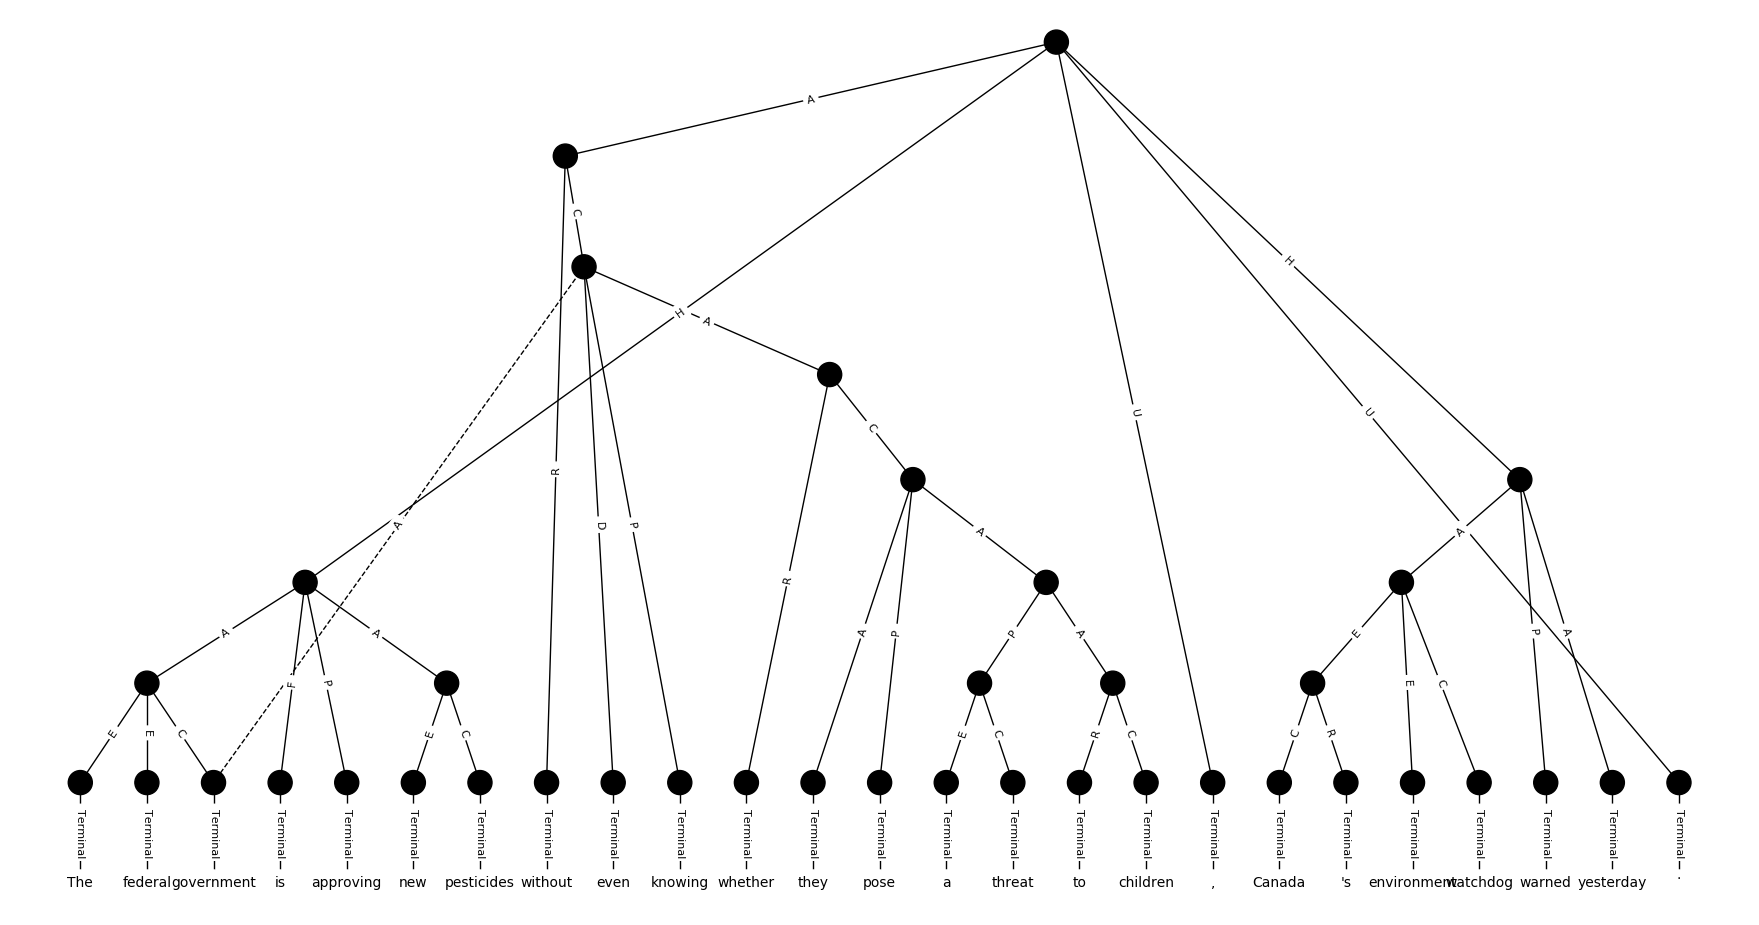 A
C
H
H
A
C
U
U
R
A
D
P
A
A
R
A
A
F
P
A
P
P
A
E
P
A
E
E
C
E
C
E
C
R
C
C
R
E
C
Terminal Terminal Terminal Terminal Terminal Terminal Terminal Terminal Terminal Terminal Terminal Terminal Terminal Terminal Terminal Terminal Terminal Terminal Terminal Terminal Terminal Terminal Terminal Terminal Terminal
The federal government is approving new pesticides without even knowing whether they pose a threat to children , Canada 's environment watchdog warned yesterday .